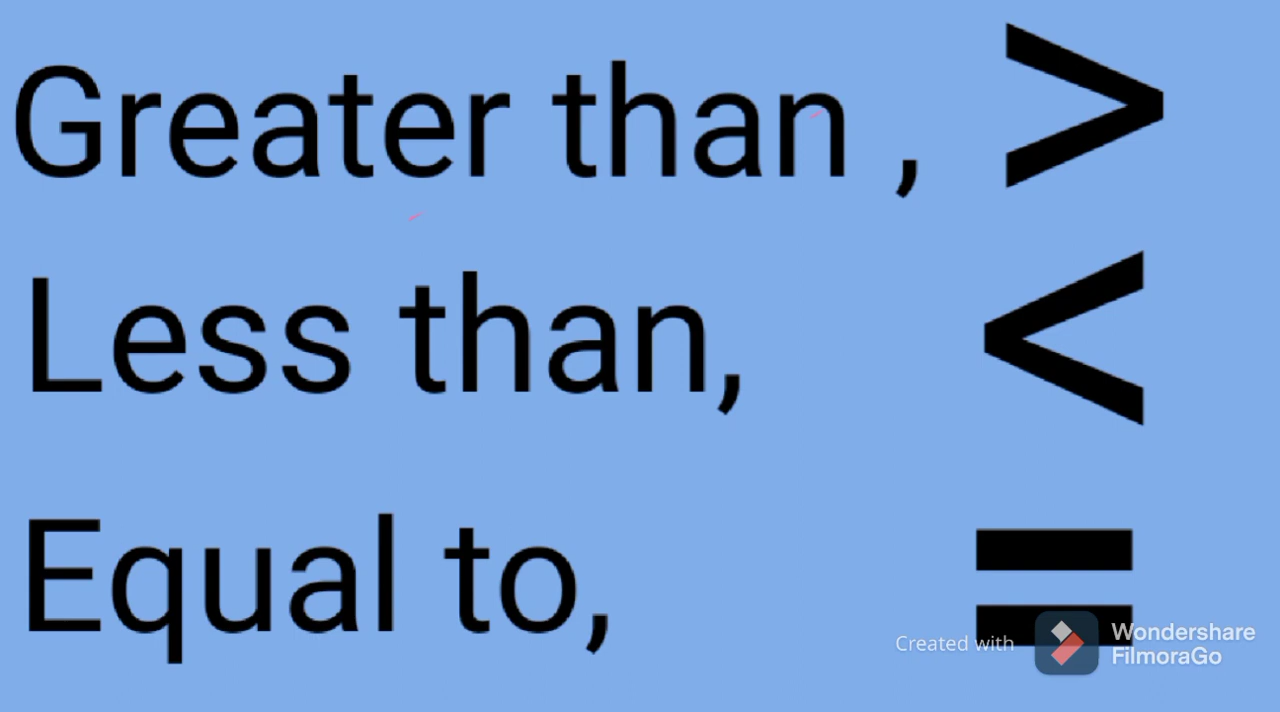 Greater than , >
Less than, <
Equal to, =
Created with Wondershare
FilmoraGo